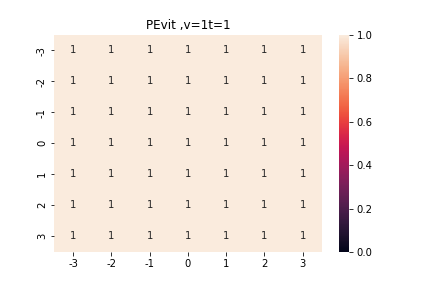 PEvit ,v=1t=1
-3 1 1 1 1 1 1 1 1.0
-2 1 1 1 1 1 1 1 0.8
-1 1 1 1 1 1 1 1 0.6
0 1 1 1 1 1 1 1
1 1 1 1 1 1 1 1 0.4
2 1 1 1 1 1 1 1 0.2
3 1 1 1 1 1 1 1 0.0
-3 -2 -1 0 1 2 3